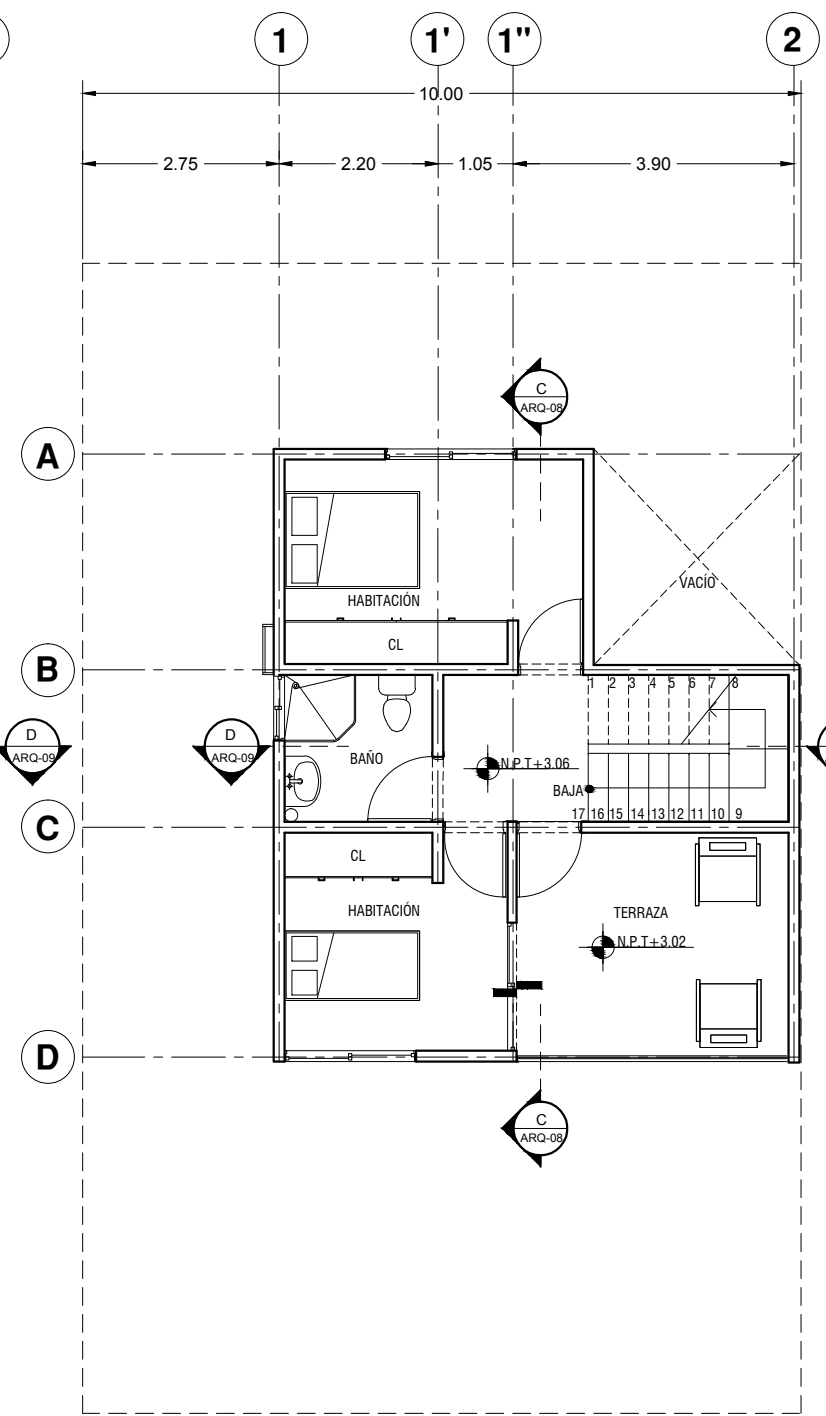 1
1'
1"
2
10.00
2.75
2.20
1.05
3.90
C
ARQ-08
A
HABITACIÓN
VACÍO
CL
B
1 2 3 4 5 6 7 8
D
ARQ-09
D
ARQ-09
BAÑO
N.P.T+3.06
BAJA
17 16 15 14 13 12 11 10 9
C
CL
HABITACIÓN
TERRAZA
N.P.T+3.02
D
C
ARQ-08